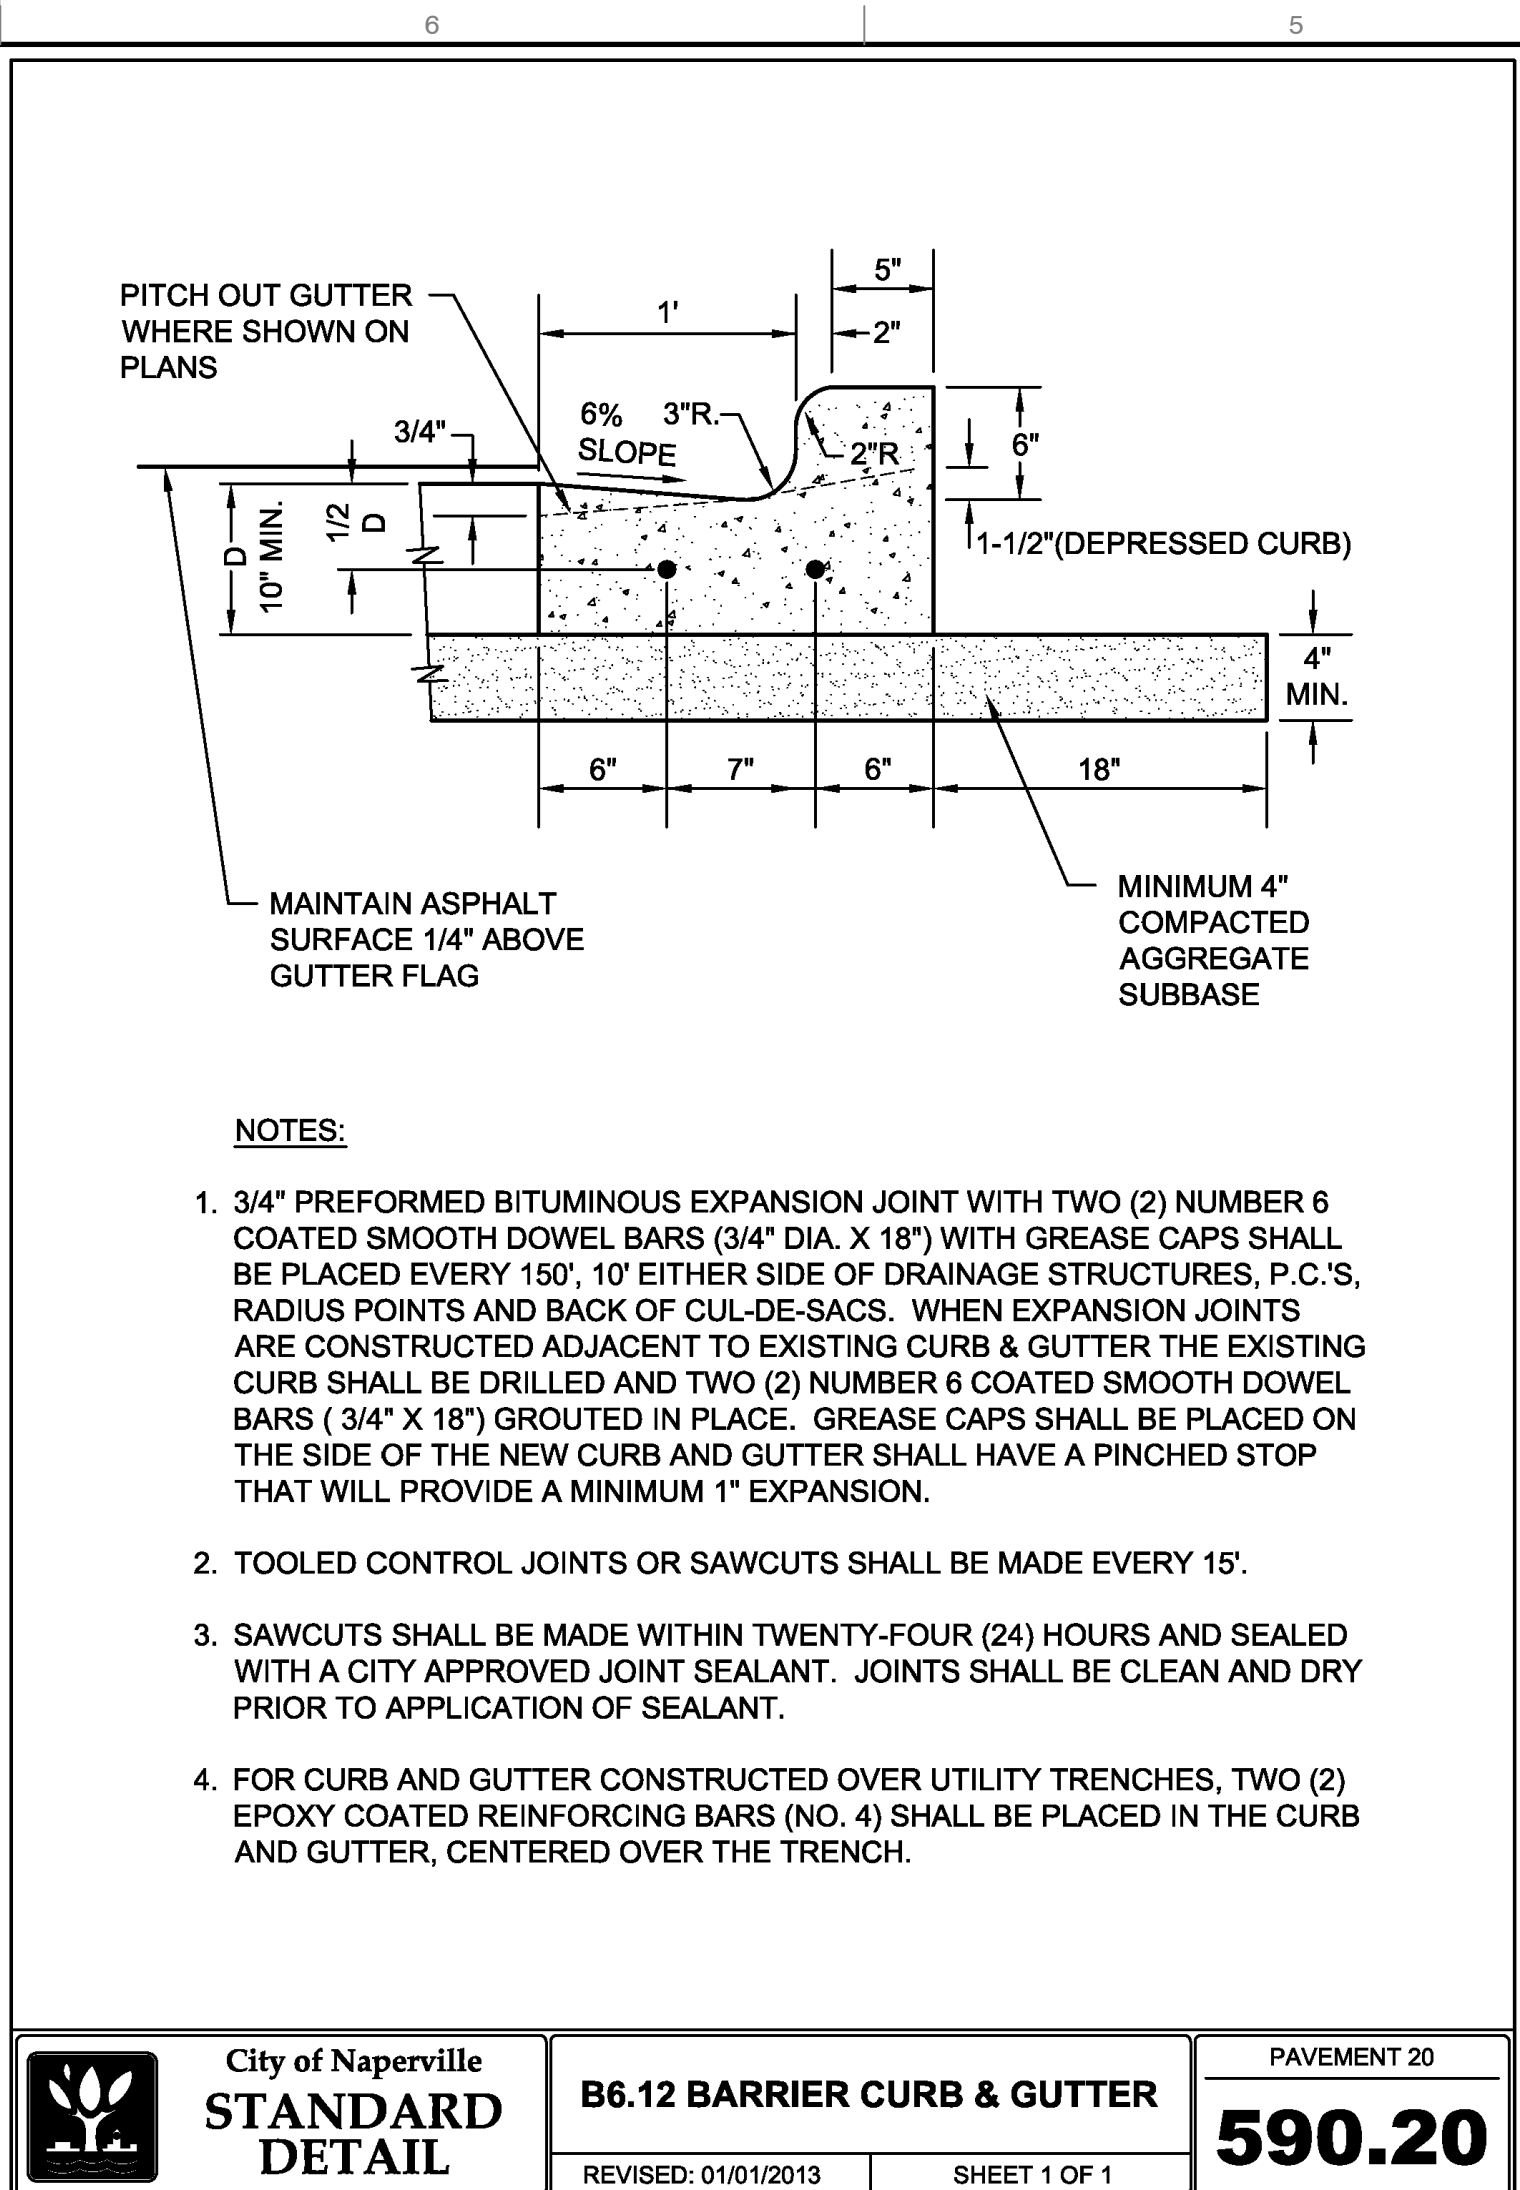 6
5
5"
1'
2"
PITCH OUT GUTTER
WHERE SHOWN ON
PLANS
3/4"
6%
SLOPE
3"R.
2"R
6"
1/2
D
D
10" MIN.
1-1/2"(DEPRESSED CURB)
4"
MIN.
6"
7"
6"
18"
MAINTAIN ASPHALT
SURFACE 1/4" ABOVE
GUTTER FLAG
MINIMUM 4"
COMPACTED
AGGREGATE
SUBBASE
NOTES:
1. 3/4" PREFORMED BITUMINOUS EXPANSION JOINT WITH TWO (2) NUMBER 6
COATED SMOOTH DOWEL BARS (3/4" DIA. X 18") WITH GREASE CAPS SHALL
BE PLACED EVERY 150', 10' EITHER SIDE OF DRAINAGE STRUCTURES, P.C.'S,
RADIUS POINTS AND BACK OF CUL-DE-SACS. WHEN EXPANSION JOINTS
ARE CONSTRUCTED ADJACENT TO EXISTING CURB & GUTTER THE EXISTING
CURB SHALL BE DRILLED AND TWO (2) NUMBER 6 COATED SMOOTH DOWEL
BARS ( 3/4" X 18") GROUTED IN PLACE. GREASE CAPS SHALL BE PLACED ON
THE SIDE OF THE NEW CURB AND GUTTER SHALL HAVE A PINCHED STOP
THAT WILL PROVIDE A MINIMUM 1" EXPANSION.
2. TOOLED CONTROL JOINTS OR SAWCUTS SHALL BE MADE EVERY 15'.
3. SAWCUTS SHALL BE MADE WITHIN TWENTY-FOUR (24) HOURS AND SEALED
WITH A CITY APPROVED JOINT SEALANT. JOINTS SHALL BE CLEAN AND DRY
PRIOR TO APPLICATION OF SEALANT.
4. FOR CURB AND GUTTER CONSTRUCTED OVER UTILITY TRENCHES, TWO (2)
EPOXY COATED REINFORCING BARS (NO. 4) SHALL BE PLACED IN THE CURB
AND GUTTER, CENTERED OVER THE TRENCH.
City of Naperville
STANDARD
DETAIL
B6.12 BARRIER CURB & GUTTER
REVISED: 01/01/2013
SHEET 1 OF 1
PAVEMENT 20
590.20